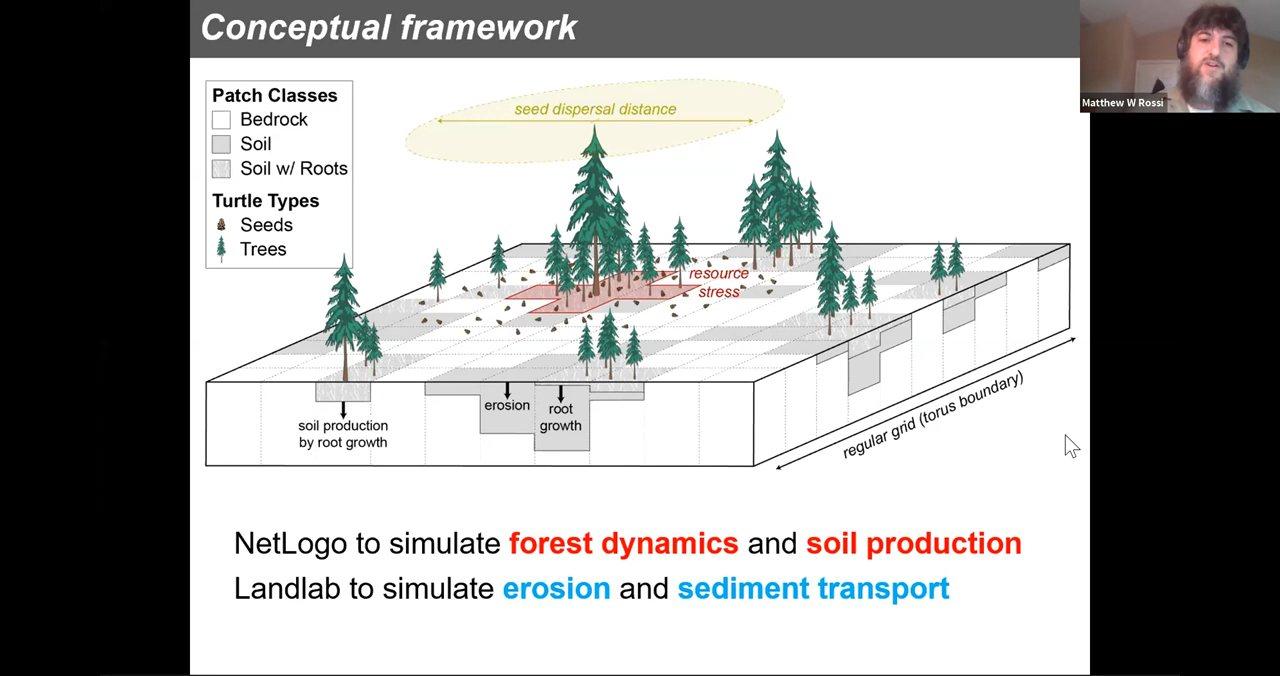 Conceptual framework
Matthew W Rossi
Patch Classes
Bedrock
Soil
Soil w/ Roots
Turtle Types
Seeds
Trees
seed dispersal distance
resource
stress
erosion
root
growth
soil production
by root growth
regular grid (torus boundary)
NetLogo to simulate forest dynamics and soil production
Landlab to simulate erosion and sediment transport